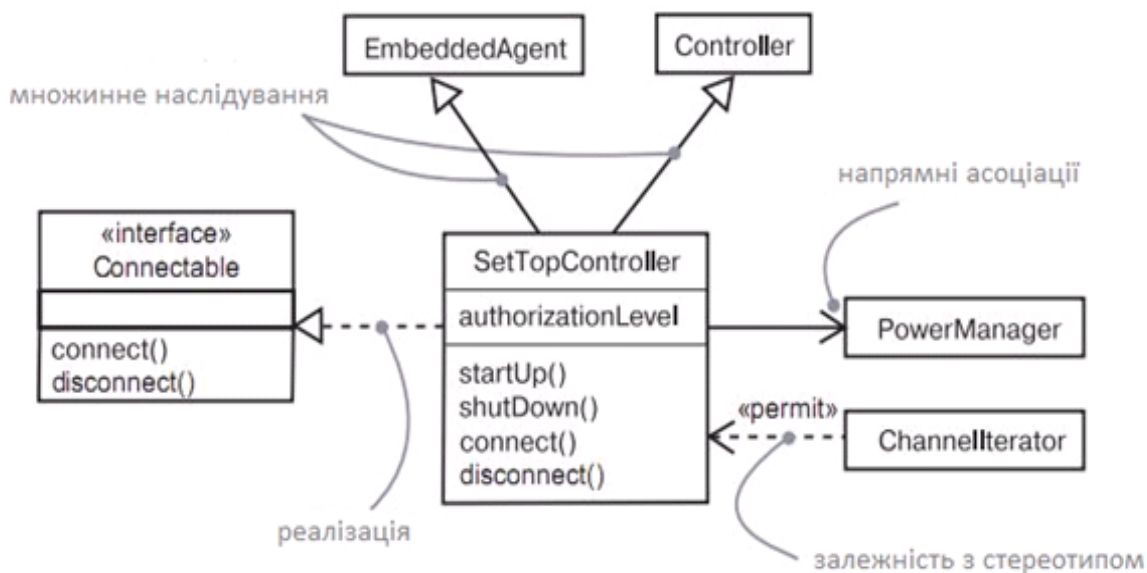 EmbeddedAgent
Controller
множинне наслідування
напрямні асоціації
«interface»
Connectable
connect()
disconnect()
SetTopController
authorizationLevel
startUp()
shutDown()
connect()
disconnect()
PowerManager
«permit»
ChannelIterator
реалізація
залежність з стереотипом